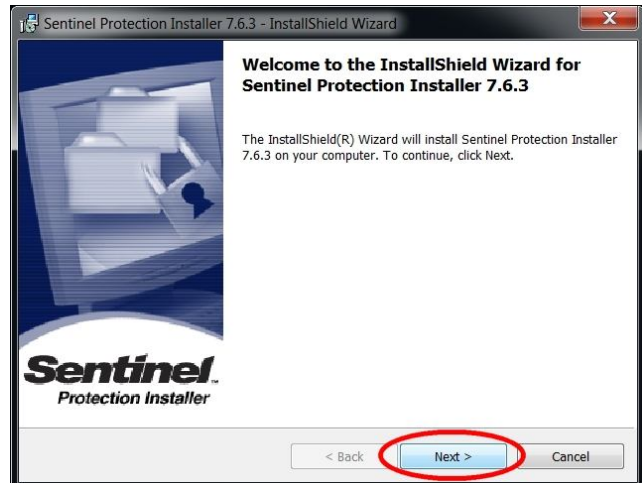 Sentinel Protection Installer 7.6.3 - InstallShield Wizard
Welcome to the InstallShield Wizard for
Sentinel Protection Installer 7.6.3
The InstallShield(R) Wizard will install Sentinel Protection Installer
7.6.3 on your computer. To continue, click Next.
Sentinel
Protection Installer
< Back
Next >
Cancel